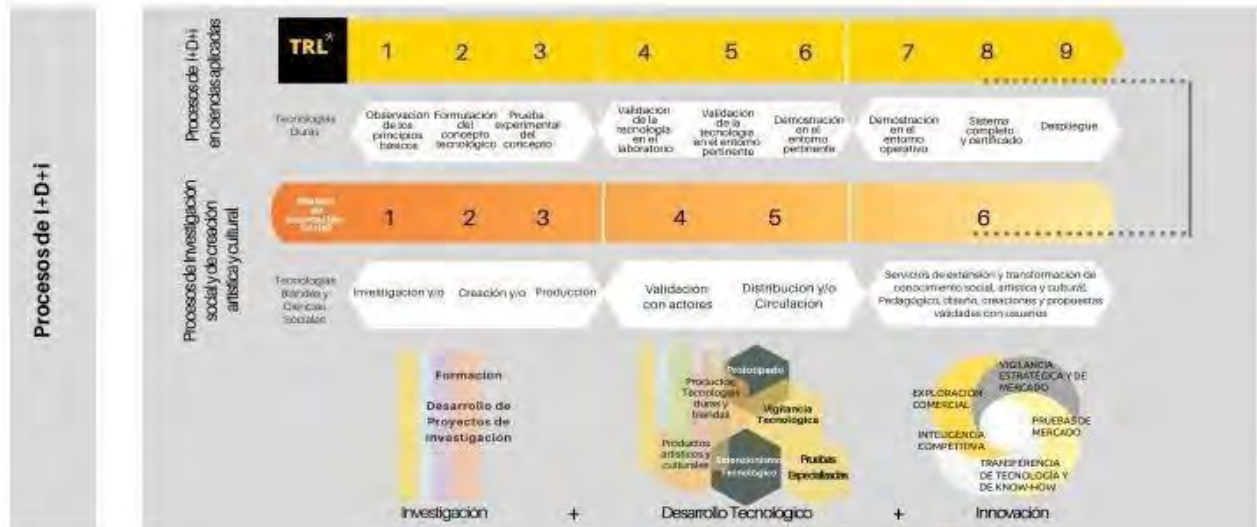 Procesos de I+D+i
Procesos de I+D+i
en ciencias aplicadas
TRL*
1 2 3 4 5 6 7 8 9
Tecnologías
Duras
Observación
de los
principios
básicos
Formulación
del
concepto
tecnológico
Prueba
experimental
del
concepto
Validación
de la
tecnología
en el
laboratorio
Validación
de la
tecnología
en el entorno
pertinente
Demostración
en el
entorno
pertinente
Demostración
en el
entorno
operativo
Sistema
completo
y certificado
Despliegue
Procesos de Investigación
social y de creación
artística y cultural
1 2 3 4 5 6
Tecnologías
Blandas y
Ciencias
Sociales
Investigación y/o
Creación y/o
Producción
Validación
con actores
Distribución y/o
Circulación
Servicios de extensión y transformación de
conocimiento social, artística y cultural.
Pedagógico, diseño, creaciones y propuestas
validadas con usuarios
Formación
Desarrollo de
Proyectos de
Investigación
Productos
Tecnologías
duras y
blandas
Productos
artísticos y
culturales
Prototipado
Vigilancia
Tecnológica
Extensionismo
Tecnológico
Pruebas
Especializadas
EXPLORACIÓN
COMERCIAL
VIGILANCIA
ESTRATÉGICA Y DE
MERCADO
PRUEBAS DE
MERCADO
INTELIGENCIA
COMPETITIVA
TRANSFERENCIA
DE TECNOLOGÍA Y
DE KNOW-HOW
Investigación + Desarrollo Tecnológico + Innovación